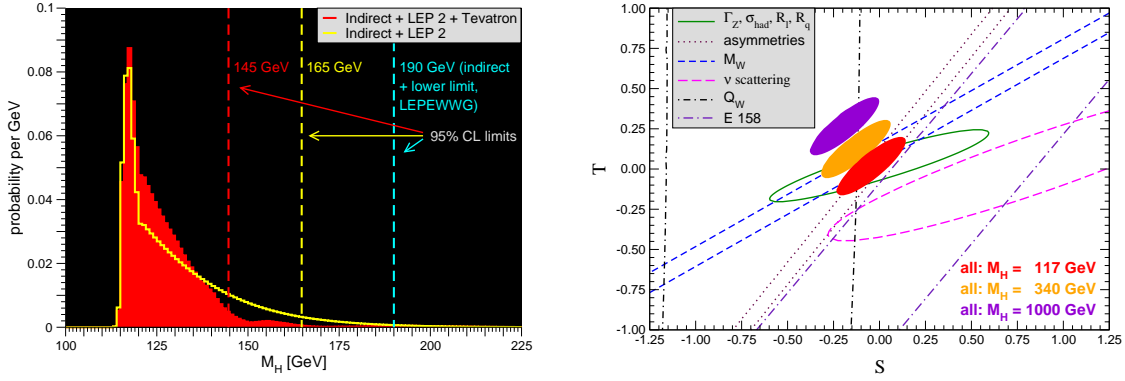 Indirect + LEP 2 + Tevatron
Indirect + LEP 2
145 GeV
165 GeV
190 GeV (indirect
+ lower limit,
LEPEWWG)
95% CL limits
probability per GeV
0.1
0.08
0.06
0.04
0.02
0
100
125
150
175
200
225
M_H [GeV]
Γ_Z, σ_had, R_l, R_q
asymmetries
M_W
ν scattering
Q_W
E 158
T
1.00
0.75
0.50
0.25
0.00
-0.25
-0.50
-0.75
-1.00
all: M_H = 117 GeV
all: M_H = 340 GeV
all: M_H = 1000 GeV
-1.25
-1.00
-0.75
-0.50
-0.25
0.00
0.25
0.50
0.75
1.00
1.25
S